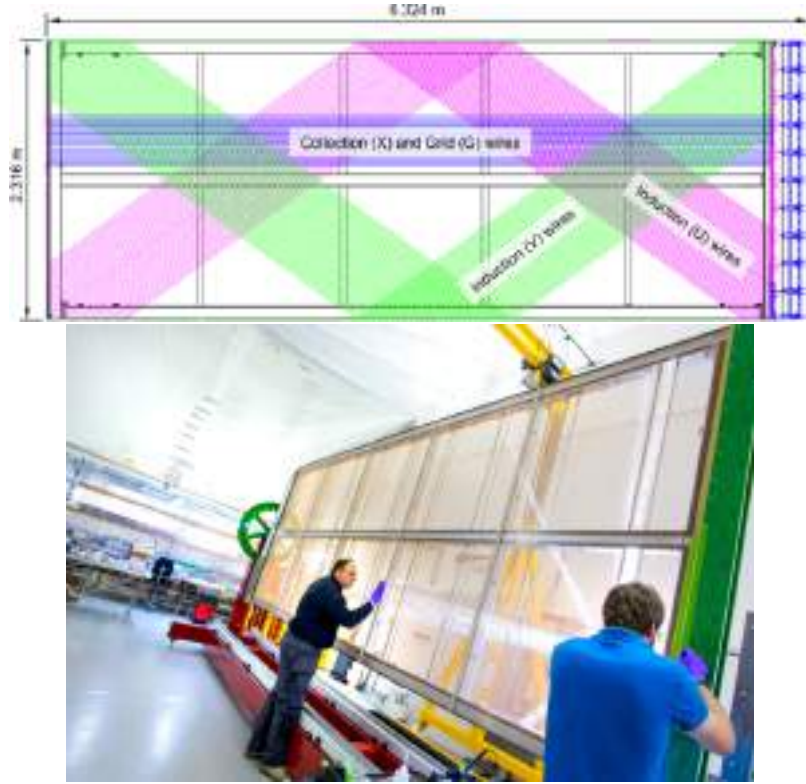 6.324 m
2.316 m
Collection (X) and Grid (G) wires
Induction (V) wires
Induction (U) wires